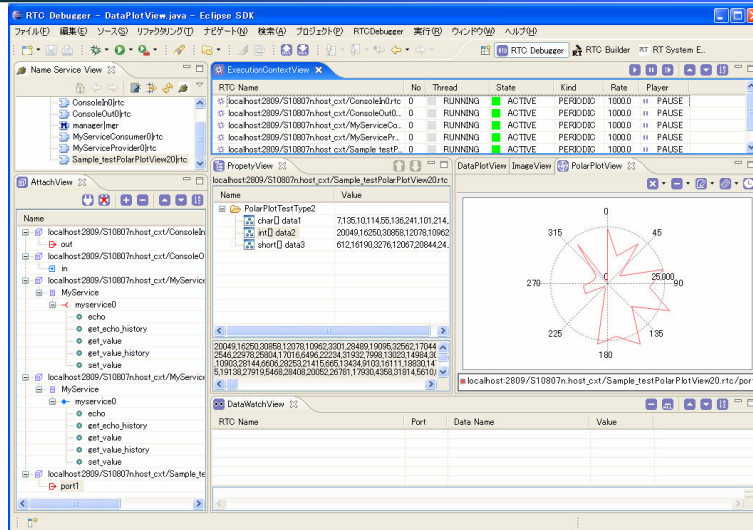 RTC Debugger - DataPlotView.java - Eclipse SDK
ファイル(F) 編集(E) ソース(S) リファクタリング(T) ナビゲート(N) 検索(A) プロジェクト(P) RTCDebugger 実行(R) ウィンドウ(W) ヘルプ(H)
RTC Debugger RTC Builder RT System E..
Name Service View
ConsoleIn0|rtc
ConsoleOut0|rtc
manager|mgr
MyServiceConsumer0|rtc
MyServiceProvider0|rtc
Sample_testPolarPlotView20|rtc
ExecutionContextView
RTC Name No Thread State Kind Rate Player
localhost:2809/S10807n.host_cxt/ConsoleIn0.rtc 0 RUNNING ACTIVE PERIODIC 1000.0 PAUSE
localhost:2809/S10807n.host_cxt/ConsoleOut0... 0 RUNNING ACTIVE PERIODIC 1000.0 PAUSE
localhost:2809/S10807n.host_cxt/MyServiceCo... 0 RUNNING ACTIVE PERIODIC 1000.0 PAUSE
localhost:2809/S10807n.host_cxt/MyServicePr... 0 RUNNING ACTIVE PERIODIC 1000.0 PAUSE
localhost:2809/S10807n.host_cxt/Sample_testP... 0 RUNNING ACTIVE PERIODIC 1000.0 PAUSE
AttachView
Name
localhost:2809/S10807n.host_cxt/ConsoleIn
out
localhost:2809/S10807n.host_cxt/ConsoleO
in
localhost:2809/S10807n.host_cxt/MyService
MyService
myservice0
echo
get_echo_history
get_value
get_value_history
set_value
localhost:2809/S10807n.host_cxt/MyService
MyService
myservice0
echo
get_echo_history
get_value
get_value_history
set_value
localhost:2809/S10807n.host_cxt/Sample_te
port1
PropetyView
localhost:2809/S10807n.host_cxt/Sample_testPolarPlotView20.rtc
Name Value
PolarPlotTestType2
char[] data1 7,135,10,114,55,136,241,101,214,
int[] data2 20049,16250,30858,12078,10962
short[] data3 612,16190,3276,12067,20844,24..
20049,16250,30858,12078,10962,3301,28489,19095,32562,17044
2546,22978,25804,17016,6496,22234,31932,7998,13023,14984,30
,10903,28144,6606,28253,21415,665,13434,9103,16111,18830,14
5,19138,27919,5468,28408,20052,26781,17930,4358,31814,5610,
DataPlotView ImageView PolarPlotView
0
315 45
270 0 25,000 90
225 135
180
localhost:2809/S10807n.host_cxt/Sample_testPolarPlotView20.rtc/por
DataWatchView
RTC Name Port Data Name Value